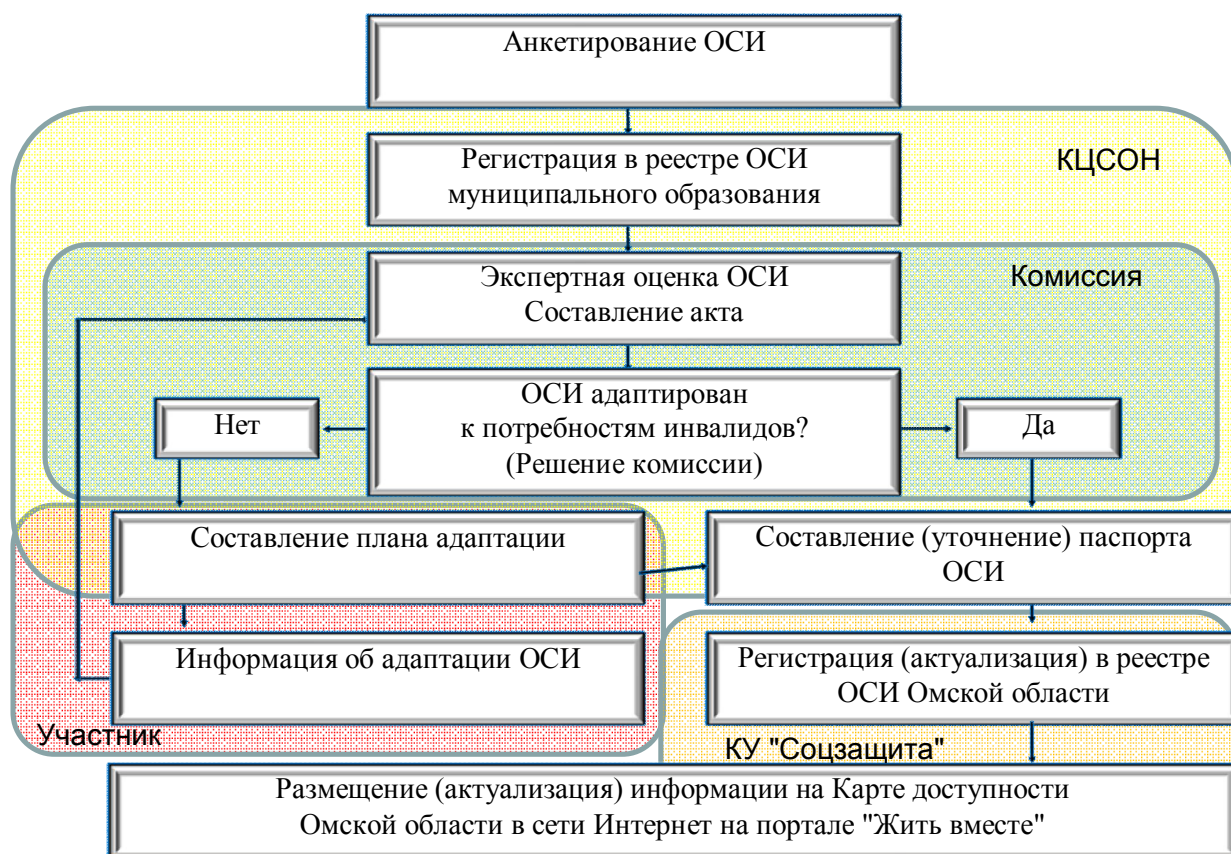 Анкетирование ОСИ
Регистрация в реестре ОСИ
муниципального образования
КЦСОН
Экспертная оценка ОСИ
Составление акта
Комиссия
ОСИ адаптирован
к потребностям инвалидов?
(Решение комиссии)
Нет
Да
Составление плана адаптации
Составление (уточнение) паспорта
ОСИ
Информация об адаптации ОСИ
Регистрация (актуализация) в реестре
ОСИ Омской области
Участник
КУ "Соцзащита"
Размещение (актуализация) информации на Карте доступности
Омской области в сети Интернет на портале "Жить вместе"